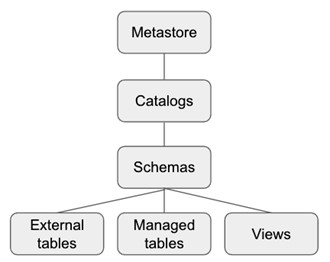 Metastore
Catalogs
Schemas
External
tables
Managed
tables
Views